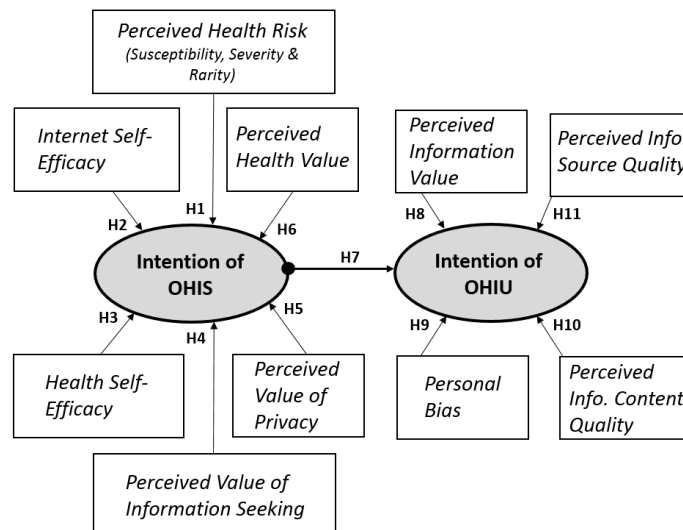 Perceived Health Risk
(Susceptibility, Severity &
Rarity)
Internet Self-
Efficacy
Perceived
Health Value
Perceived
Information
Value
Perceived Info.
Source Quality
H1
H2
H6
H8
H11
Intention of
OHIS
H7
Intention of
OHIU
H3
H4
H5
H9
H10
Health Self-
Efficacy
Perceived
Value of
Privacy
Personal
Bias
Perceived
Info. Content
Quality
Perceived Value of
Information Seeking